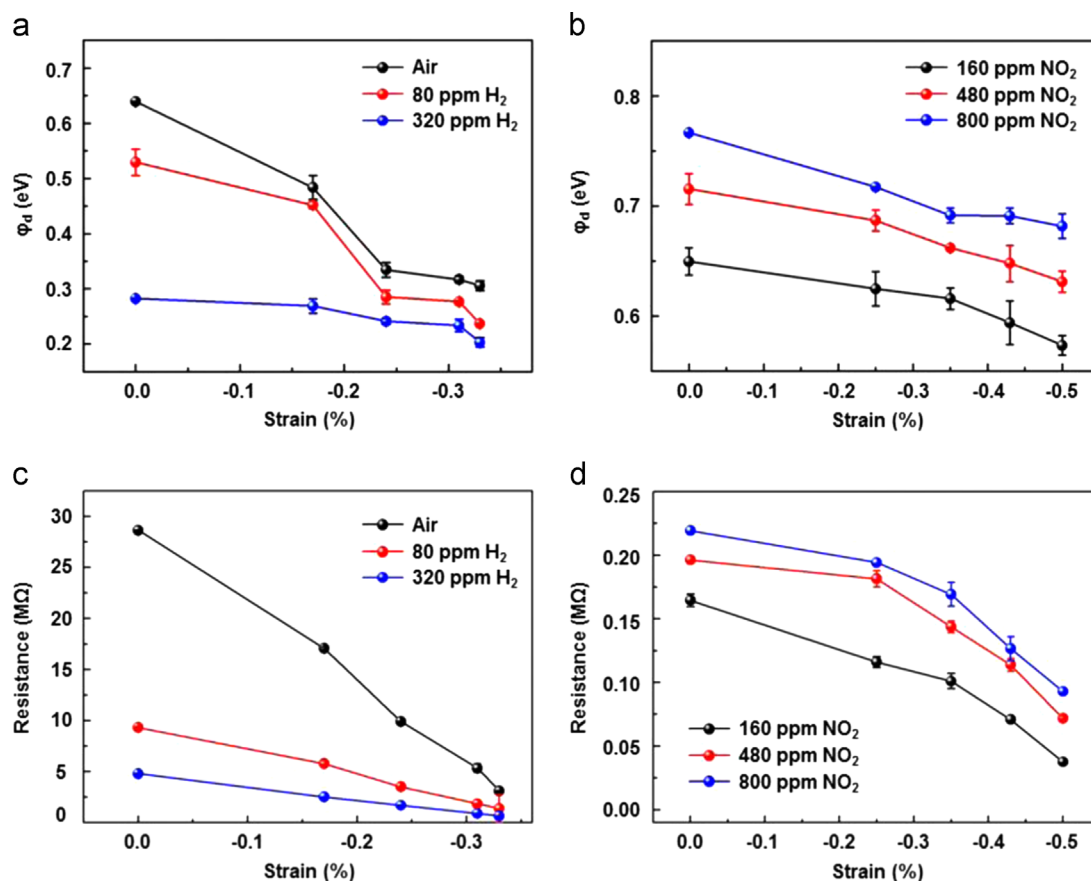 a
φd (eV)
0.7
0.6
0.5
0.4
0.3
0.2
Air
80 ppm H2
320 ppm H2
0.0 -0.1 -0.2 -0.3
Strain (%)
b
φd (eV)
0.8
0.7
0.6
160 ppm NO2
480 ppm NO2
800 ppm NO2
0.0 -0.1 -0.2 -0.3 -0.4 -0.5
Strain (%)
c
Resistance (MΩ)
30
25
20
15
10
5
0
Air
80 ppm H2
320 ppm H2
0.0 -0.1 -0.2 -0.3
Strain (%)
d
Resistance (MΩ)
0.25
0.20
0.15
0.10
0.05
0.00
160 ppm NO2
480 ppm NO2
800 ppm NO2
0.0 -0.1 -0.2 -0.3 -0.4 -0.5
Strain (%)